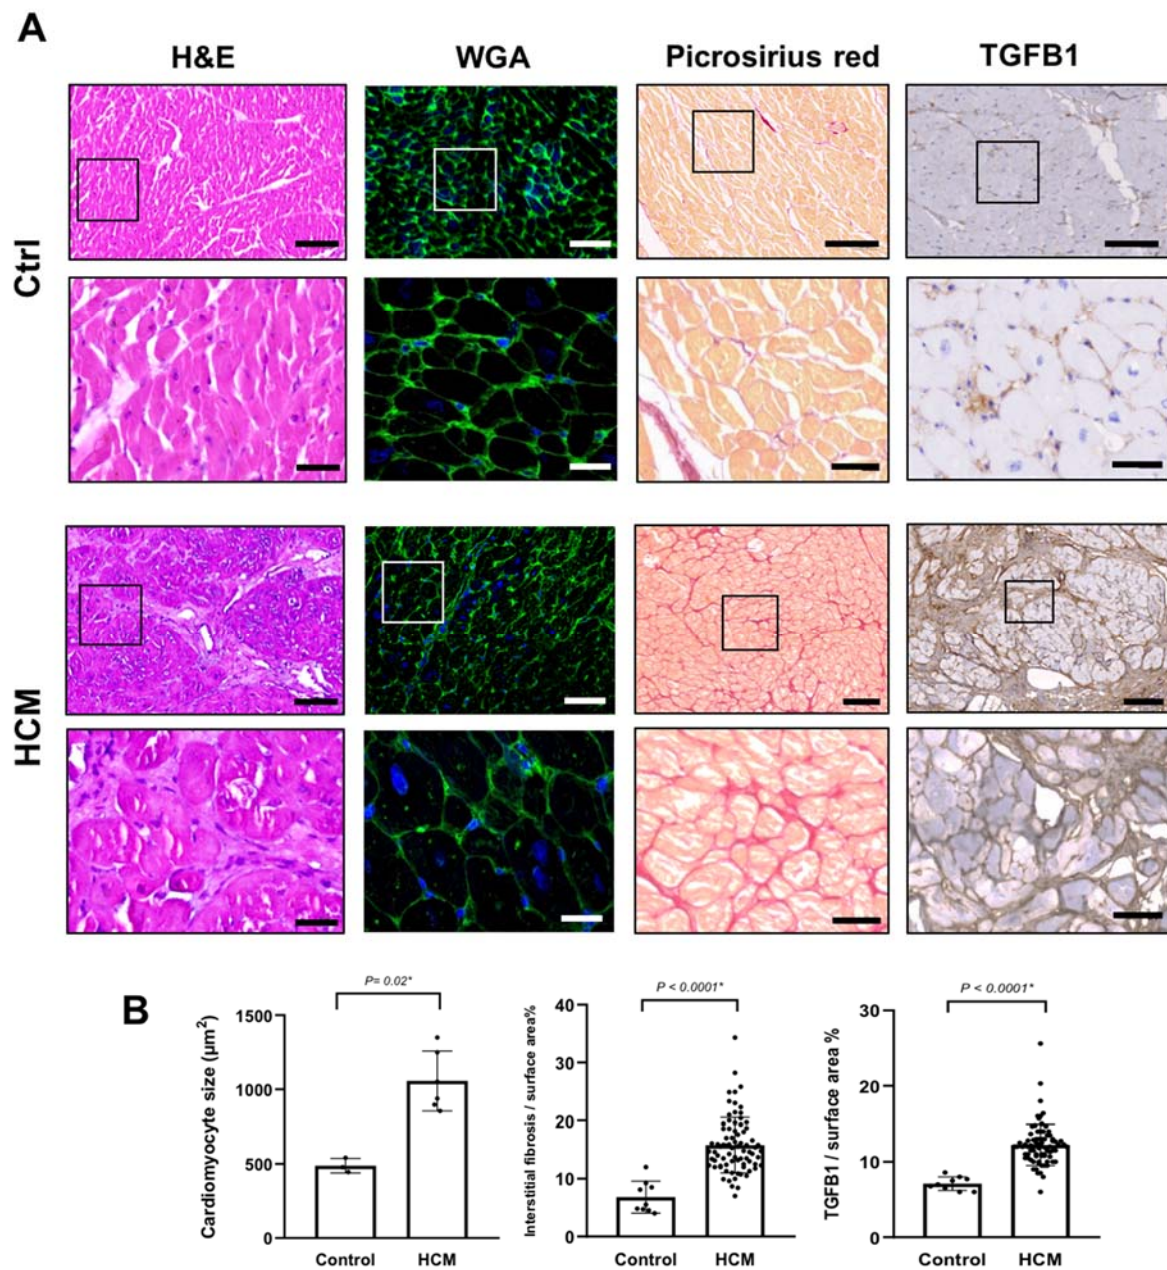 A
H&E WGA Picrosirius red TGFB1
Ctrl
HCM
B
P= 0.02*
Cardiomyocyte size (µm²)
1500
1000
500
0
Control HCM
P < 0.0001*
Interstitial fibrosis / surface area%
40
30
20
10
0
Control HCM
P < 0.0001*
TGFB1 / surface area %
30
20
10
0
Control HCM